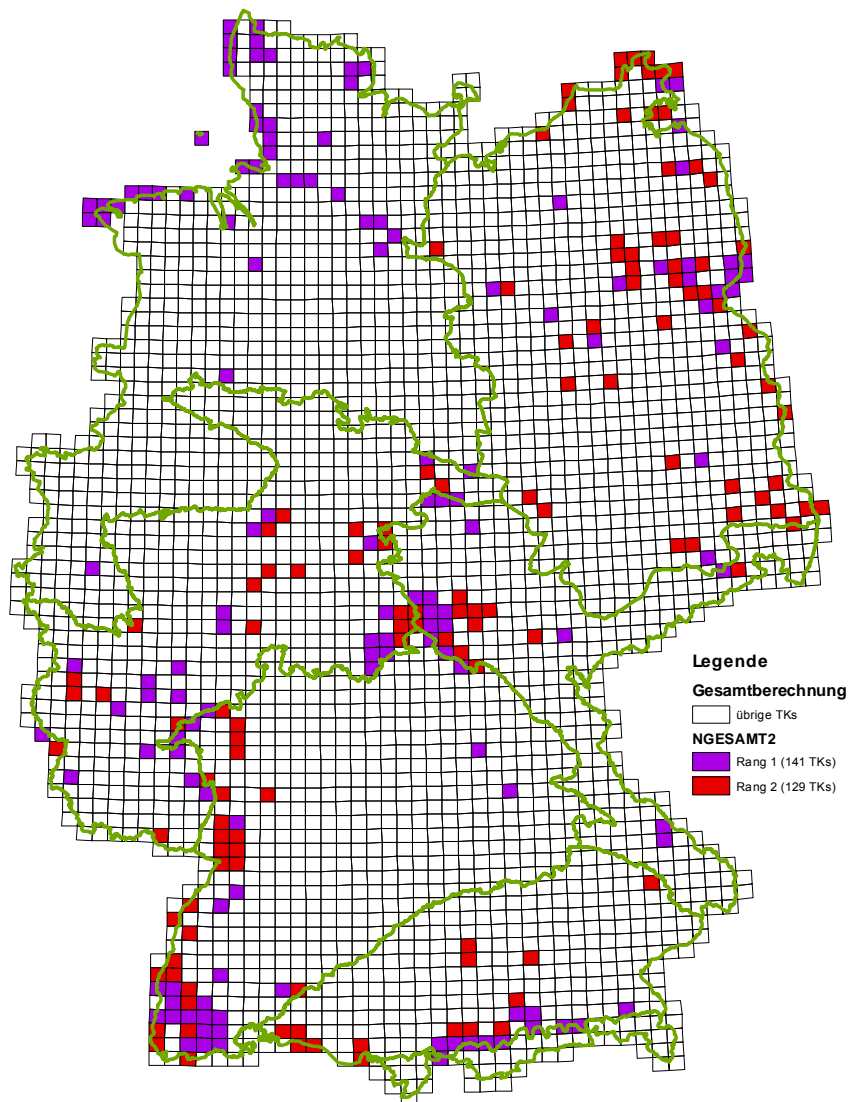 Legende
Gesamtberechnung
übrige TKs
NGESAMT2
Rang 1 (141 TKs)
Rang 2 (129 TKs)